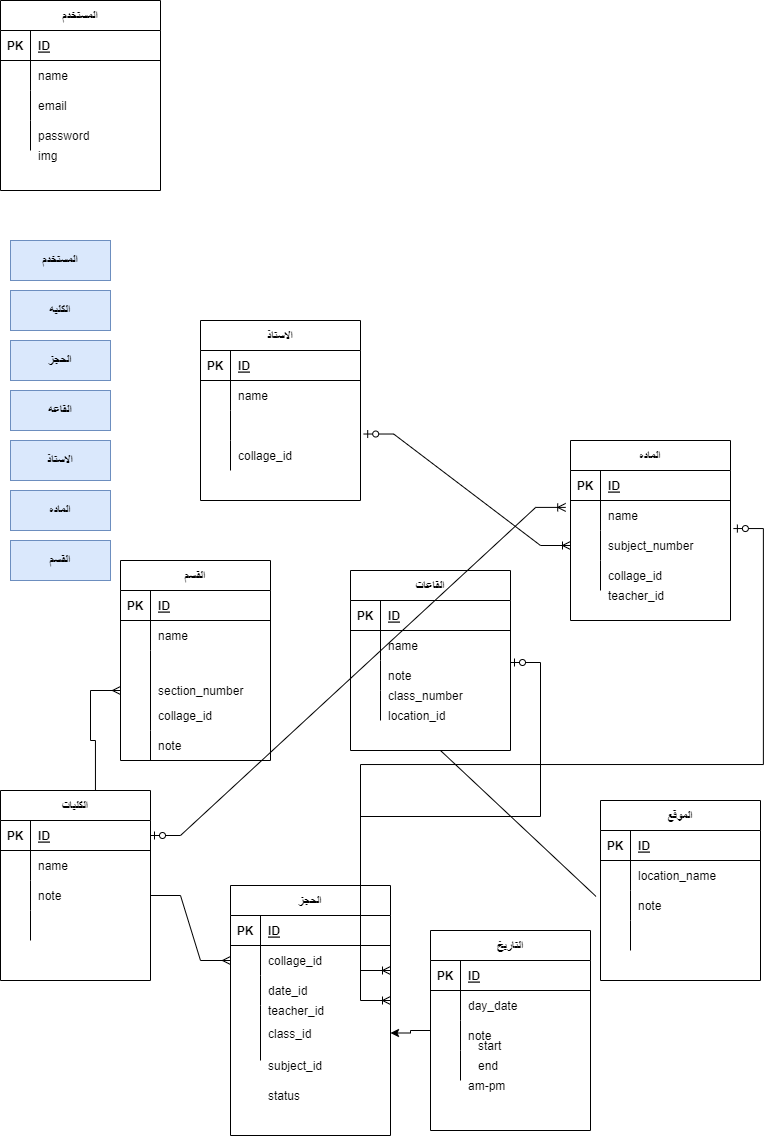 المستخدم
PK ID
name
email
password
img
المستخدم
الكليه
الحجز
القاعه
الاستاذ
الماده
القسم
الاستاذ
PK ID
name
collage_id
الماده
PK ID
name
subject_number
collage_id
teacher_id
القسم
PK ID
name
section_number
collage_id
note
القاعات
PK ID
name
note
class_number
location_id
الكليات
PK ID
name
note
الموقع
PK ID
location_name
note
الحجز
PK ID
collage_id
date_id
teacher_id
class_id
subject_id
status
التاريخ
PK ID
day_date
note
start
end
am-pm